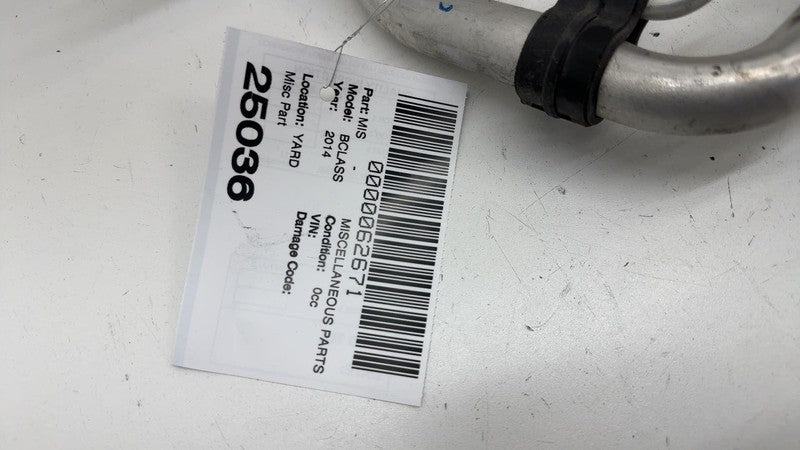 0000062671
Part: MIS - MISCELLANEOUS PARTS
Model: BCLASS Condition: 0cc
Year: 2014 VIN:
Damage Code:
Location: YARD
Misc Part
25036